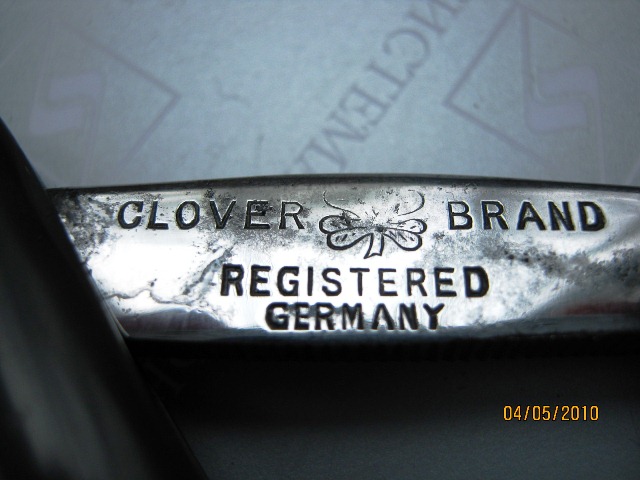 CLOVER BRAND
REGISTERED
GERMANY
04/05/2010